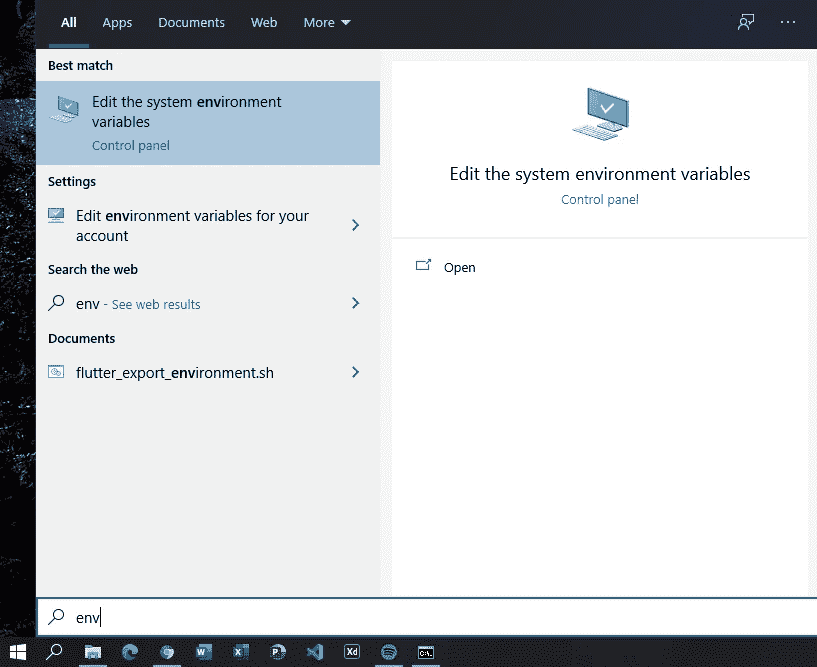 All Apps Documents Web More
Best match
Edit the system environment
variables
Control panel
Settings
Edit environment variables for your
account
Search the web
env - See web results
Documents
flutter_export_environment.sh
Edit the system environment variables
Control panel
Open
env
W X P Xd C:\.